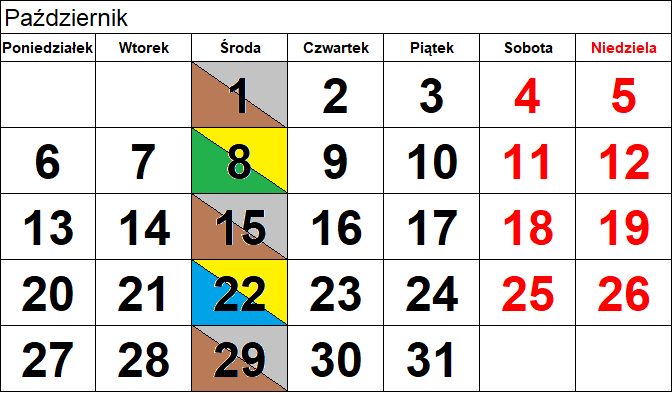 Październik
Poniedziałek Wtorek Środa Czwartek Piątek Sobota Niedziela
1 2 3 4 5
6 7 8 9 10 11 12
13 14 15 16 17 18 19
20 21 22 23 24 25 26
27 28 29 30 31